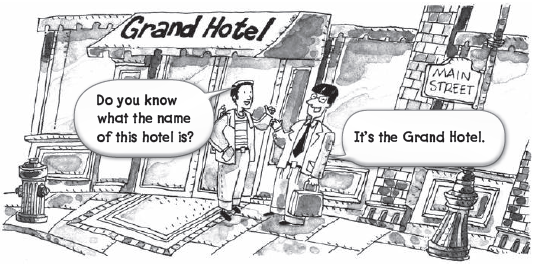 Grand Hotel
Do you know
what the name
of this hotel is?
It's the Grand Hotel.
MAIN
STREET